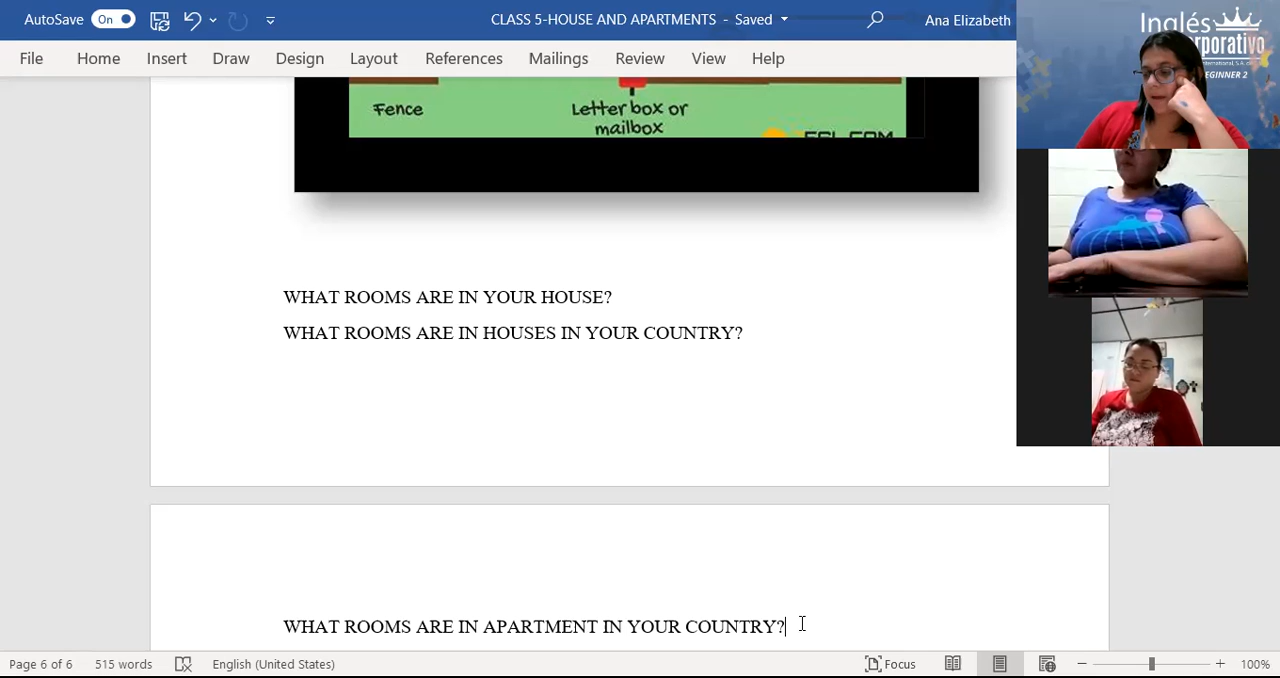 AutoSave On CLASS 5-HOUSE AND APARTMENTS - Saved Ana Elizabeth
File Home Insert Draw Design Layout References Mailings Review View Help
Inglés
International, S.A.
BEGINNER 2
Fence
Letter box or
mailbox
WHAT ROOMS ARE IN YOUR HOUSE?
WHAT ROOMS ARE IN HOUSES IN YOUR COUNTRY?
WHAT ROOMS ARE IN APARTMENT IN YOUR COUNTRY?
Page 6 of 6 515 words English (United States) Focus 100%